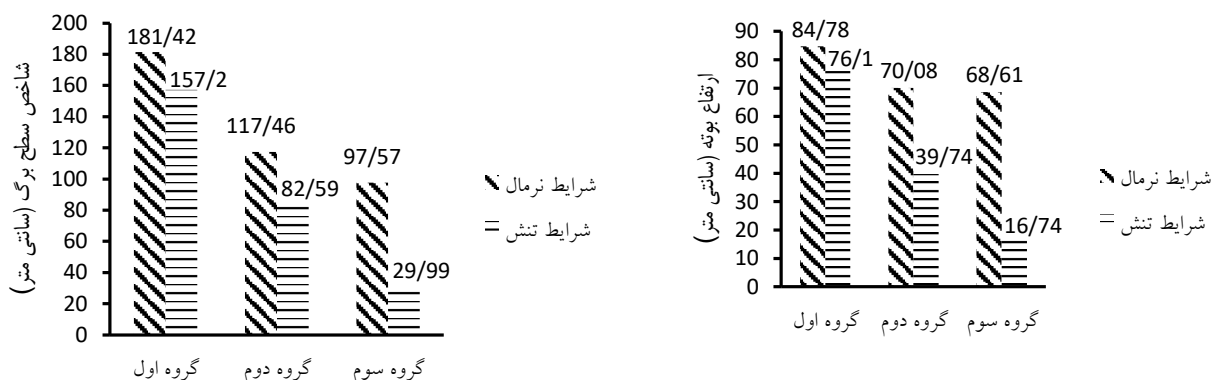 شاخص سطح برگ (سانتی متر)
200
180
160
140
120
100
80
60
40
20
0
181/42
157/2
117/46
82/59
97/57
29/99
گروه اول
گروه دوم
گروه سوم
شرایط نرمال
شرایط تنش
ارتفاع بوته (سانتی متر)
90
80
70
60
50
40
30
20
10
0
84/78
76/1
70/08
39/74
68/61
16/74
گروه اول
گروه دوم
گروه سوم
شرایط نرمال
شرایط تنش